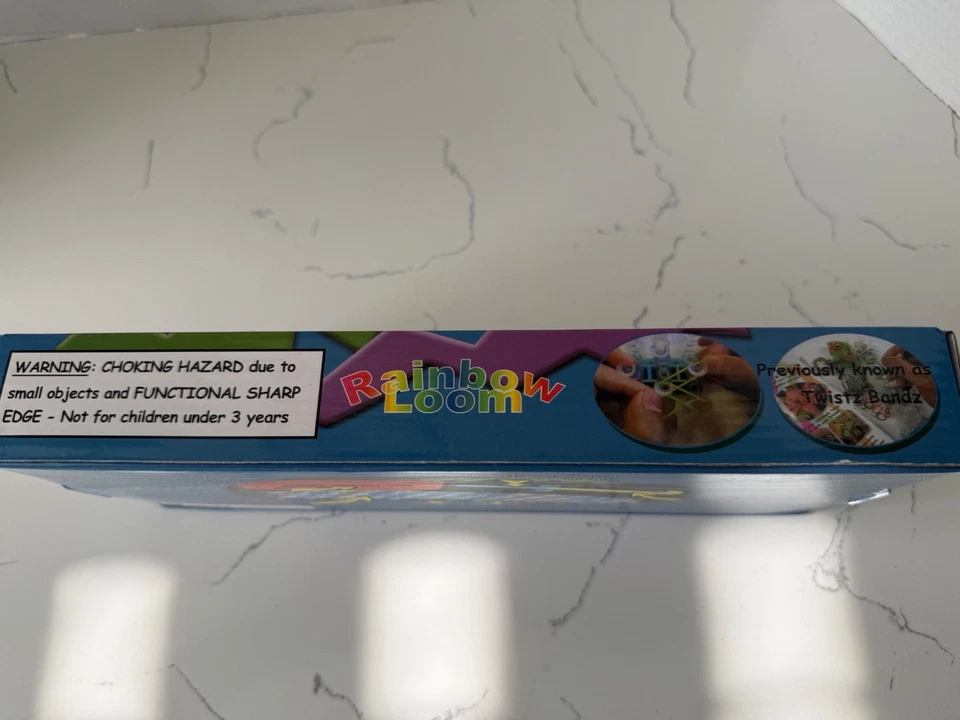 WARNING: CHOKING HAZARD due to
small objects and FUNCTIONAL SHARP
EDGE - Not for children under 3 years
Rainbow
Loom
Previously known as
Twistz Bandz